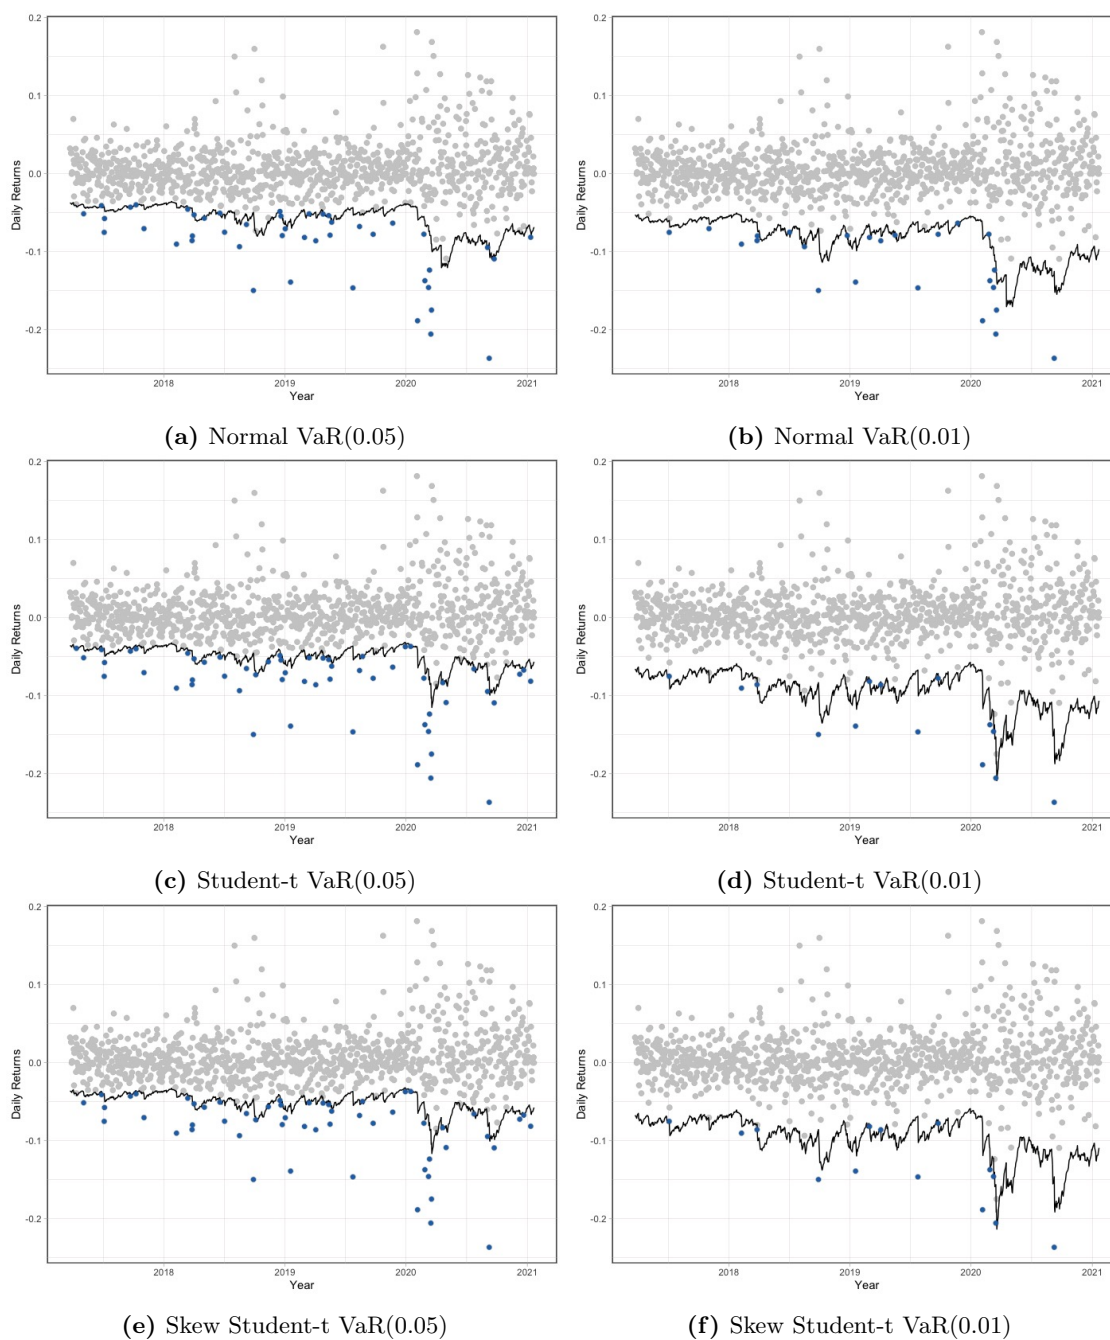 0.2
0.1
0.0
-0.1
-0.2
Daily Returns
2018 2019 2020 2021
Year
0.2
0.1
0.0
-0.1
-0.2
Daily Returns
2018 2019 2020 2021
Year
(a) Normal VaR(0.05)
(b) Normal VaR(0.01)
0.2
0.1
0.0
-0.1
-0.2
Daily Returns
2018 2019 2020 2021
Year
0.2
0.1
0.0
-0.1
-0.2
Daily Returns
2018 2019 2020 2021
Year
(c) Student-t VaR(0.05)
(d) Student-t VaR(0.01)
0.2
0.1
0.0
-0.1
-0.2
Daily Returns
2018 2019 2020 2021
Year
0.2
0.1
0.0
-0.1
-0.2
Daily Returns
2018 2019 2020 2021
Year
(e) Skew Student-t VaR(0.05)
(f) Skew Student-t VaR(0.01)